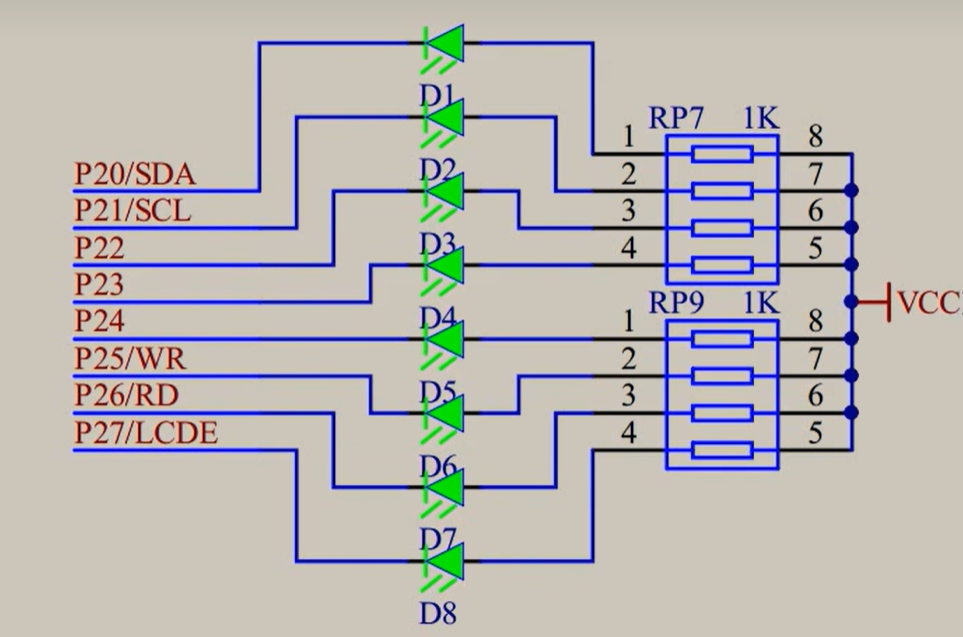 D1
RP7 1K
1 8
P20/SDA
D2
2 7
P21/SCL
3 6
P22
D3
4 5
P23
RP9 1K
VCC
P24
D4
1 8
P25/WR
2 7
P26/RD
D5
3 6
P27/LCDE
4 5
D6
D7
D8